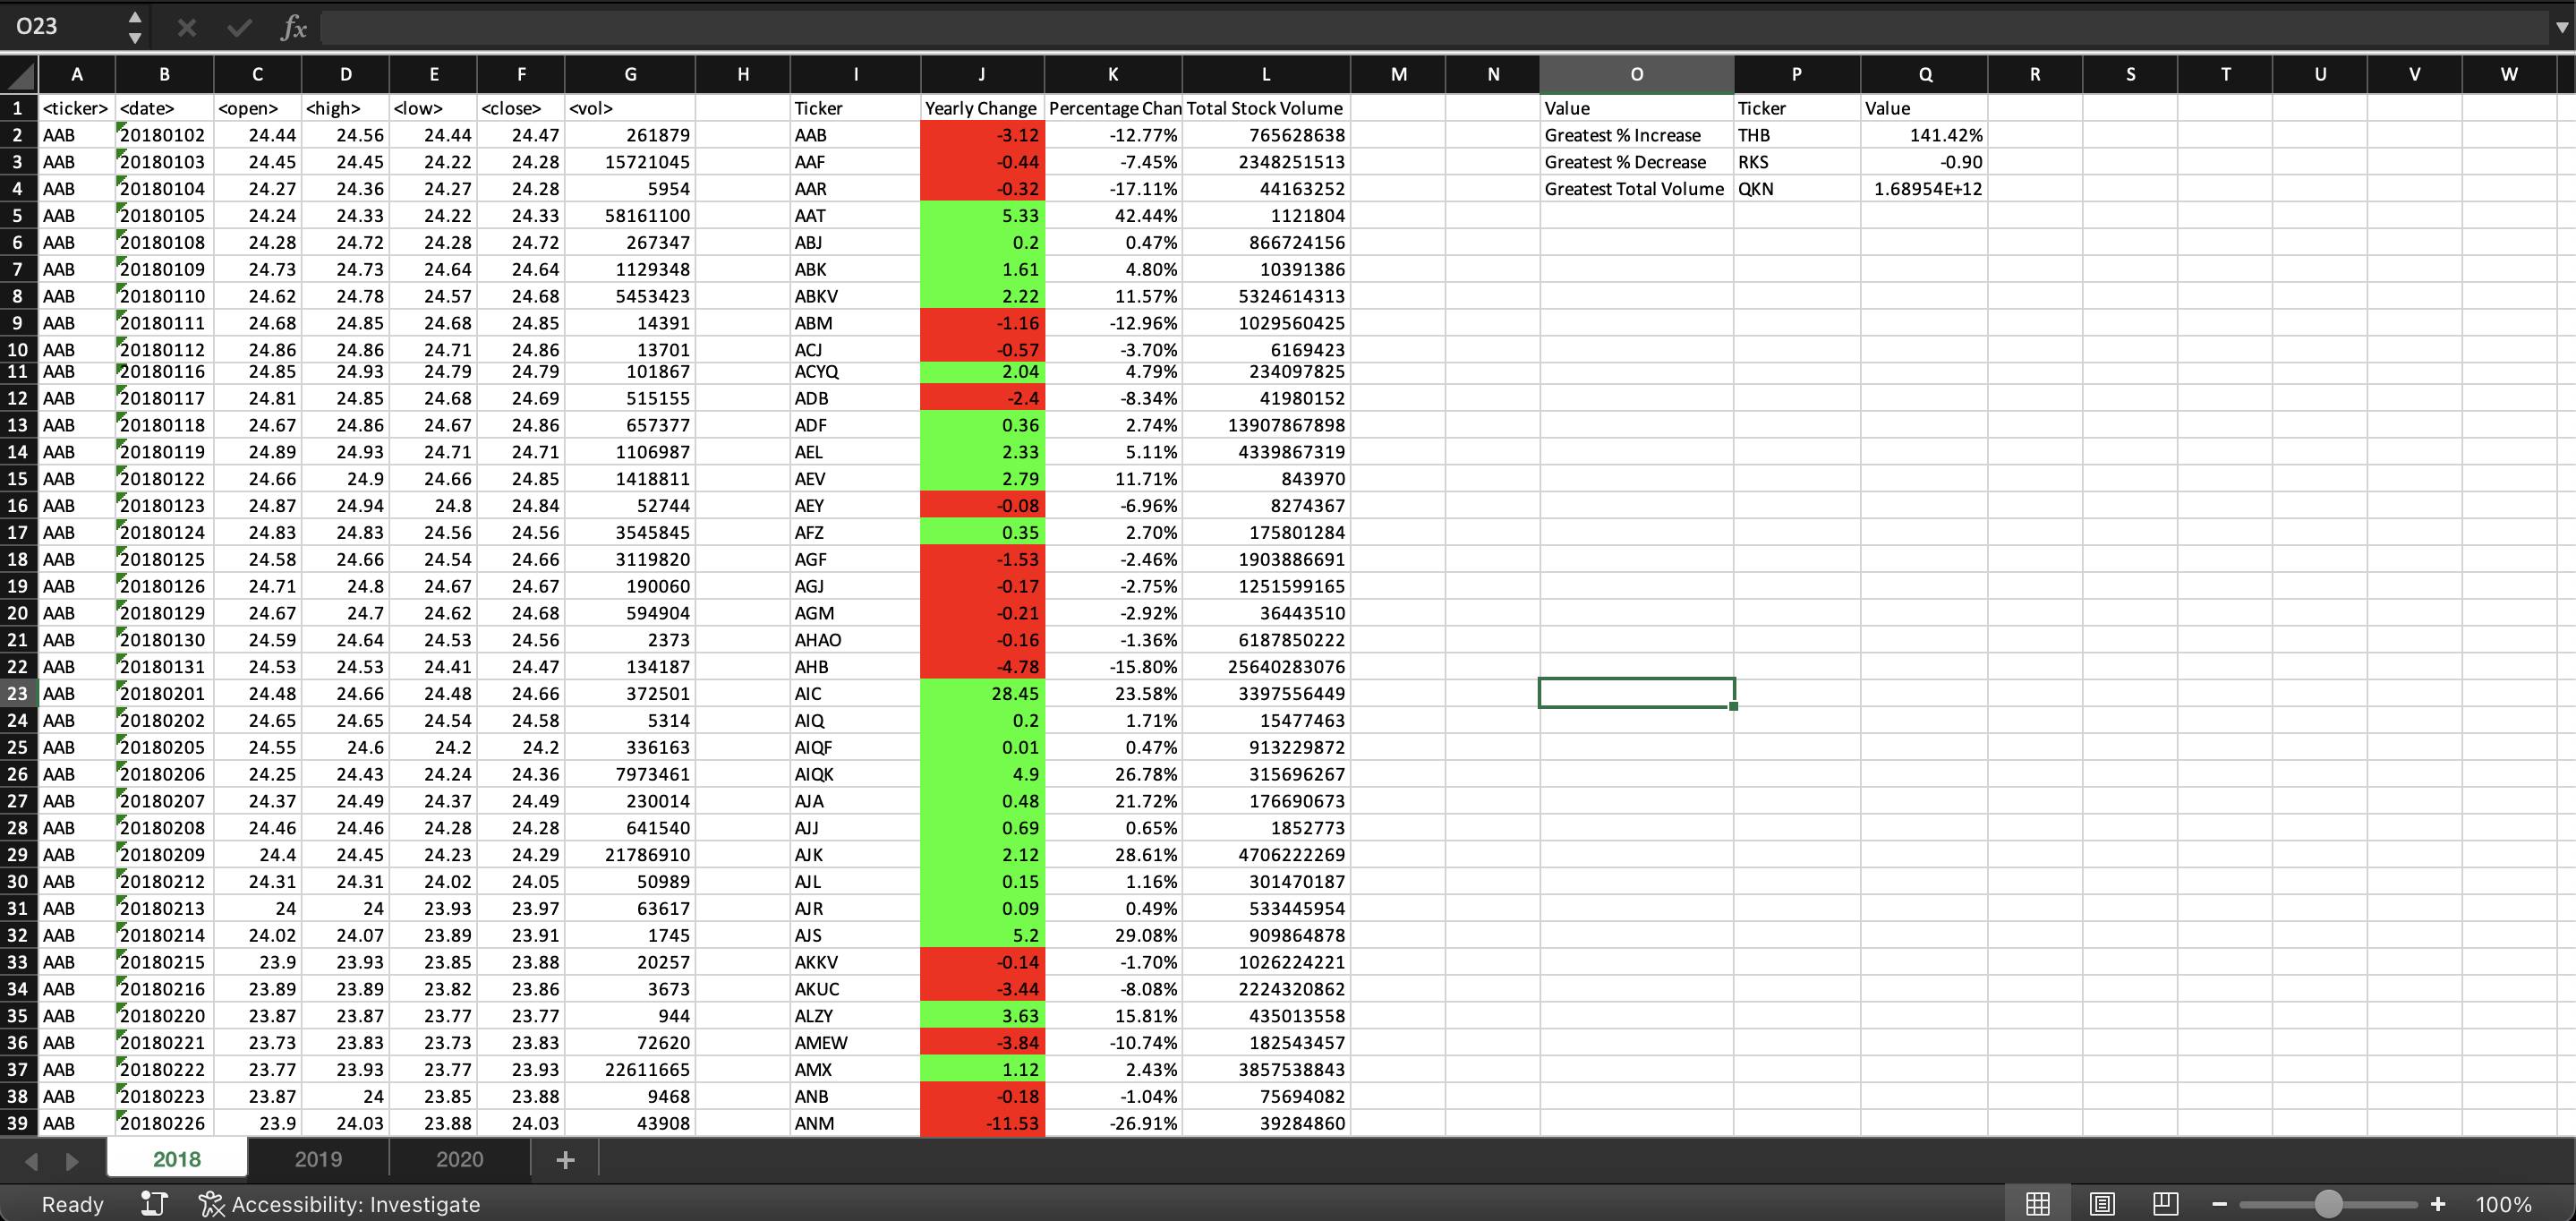 O23 fx
A B C D E F G H I J K L M N O P Q R S T U V W
1 <ticker> <date> <open> <high> <low> <close> <vol> Ticker Yearly Change Percentage Chan Total Stock Volume Value Ticker Value
2 AAB 20180102 24.44 24.56 24.44 24.47 261879 AAB -3.12 -12.77% 765628638 Greatest % Increase THB 141.42%
3 AAB 20180103 24.45 24.45 24.22 24.28 15721045 AAF -0.44 -7.45% 2348251513 Greatest % Decrease RKS -0.90
4 AAB 20180104 24.27 24.36 24.27 24.28 5954 AAR -0.32 -17.11% 44163252 Greatest Total Volume QKN 1.68954E+12
5 AAB 20180105 24.24 24.33 24.22 24.33 58161100 AAT 5.33 42.44% 1121804
6 AAB 20180108 24.28 24.72 24.28 24.72 267347 ABJ 0.2 0.47% 866724156
7 AAB 20180109 24.73 24.73 24.64 24.64 1129348 ABK 1.61 4.80% 10391386
8 AAB 20180110 24.62 24.78 24.57 24.68 5453423 ABKV 2.22 11.57% 5324614313
9 AAB 20180111 24.68 24.85 24.68 24.85 14391 ABM -1.16 -12.96% 1029560425
10 AAB 20180112 24.86 24.86 24.71 24.86 13701 ACJ -0.57 -3.70% 6169423
11 AAB 20180116 24.85 24.93 24.79 24.79 101867 ACYQ 2.04 4.79% 234097825
12 AAB 20180117 24.81 24.85 24.68 24.69 515155 ADB -2.4 -8.34% 41980152
13 AAB 20180118 24.67 24.86 24.67 24.86 657377 ADF 0.36 2.74% 13907867898
14 AAB 20180119 24.89 24.93 24.71 24.71 1106987 AEL 2.33 5.11% 4339867319
15 AAB 20180122 24.66 24.9 24.66 24.85 1418811 AEV 2.79 11.71% 843970
16 AAB 20180123 24.87 24.94 24.8 24.84 52744 AEY -0.08 -6.96% 8274367
17 AAB 20180124 24.83 24.83 24.56 24.56 3545845 AFZ 0.35 2.70% 175801284
18 AAB 20180125 24.58 24.66 24.54 24.66 3119820 AGF -1.53 -2.46% 1903886691
19 AAB 20180126 24.71 24.8 24.67 24.67 190060 AGJ -0.17 -2.75% 1251599165
20 AAB 20180129 24.67 24.7 24.62 24.68 594904 AGM -0.21 -2.92% 36443510
21 AAB 20180130 24.59 24.64 24.53 24.56 2373 AHAO -0.16 -1.36% 6187850222
22 AAB 20180131 24.53 24.53 24.41 24.47 134187 AHB -4.78 -15.80% 25640283076
23 AAB 20180201 24.48 24.66 24.48 24.66 372501 AIC 28.45 23.58% 3397556449
24 AAB 20180202 24.65 24.65 24.54 24.58 5314 AIQ 0.2 1.71% 15477463
25 AAB 20180205 24.55 24.6 24.2 24.2 336163 AIQF 0.01 0.47% 913229872
26 AAB 20180206 24.25 24.43 24.24 24.36 7973461 AIQK 4.9 26.78% 315696267
27 AAB 20180207 24.37 24.49 24.37 24.49 230014 AJA 0.48 21.72% 176690673
28 AAB 20180208 24.46 24.46 24.28 24.28 641540 AJJ 0.69 0.65% 1852773
29 AAB 20180209 24.4 24.45 24.23 24.29 21786910 AJK 2.12 28.61% 4706222269
30 AAB 20180212 24.31 24.31 24.02 24.05 50989 AJL 0.15 1.16% 301470187
31 AAB 20180213 24 24 23.93 23.97 63617 AJR 0.09 0.49% 533445954
32 AAB 20180214 24.02 24.07 23.89 23.91 1745 AJS 5.2 29.08% 909864878
33 AAB 20180215 23.9 23.93 23.85 23.88 20257 AKKV -0.14 -1.70% 1026224221
34 AAB 20180216 23.89 23.89 23.82 23.86 3673 AKUC -3.44 -8.08% 2224320862
35 AAB 20180220 23.87 23.87 23.77 23.77 944 ALZY 3.63 15.81% 435013558
36 AAB 20180221 23.73 23.83 23.73 23.83 72620 AMEW -3.84 -10.74% 182543457
37 AAB 20180222 23.77 23.93 23.77 23.93 22611665 AMX 1.12 2.43% 3857538843
38 AAB 20180223 23.87 24 23.85 23.88 9468 ANB -0.18 -1.04% 75694082
39 AAB 20180226 23.9 24.03 23.88 24.03 43908 ANM -11.53 -26.91% 39284860
2018 2019 2020 +
Ready Accessibility: Investigate 100%